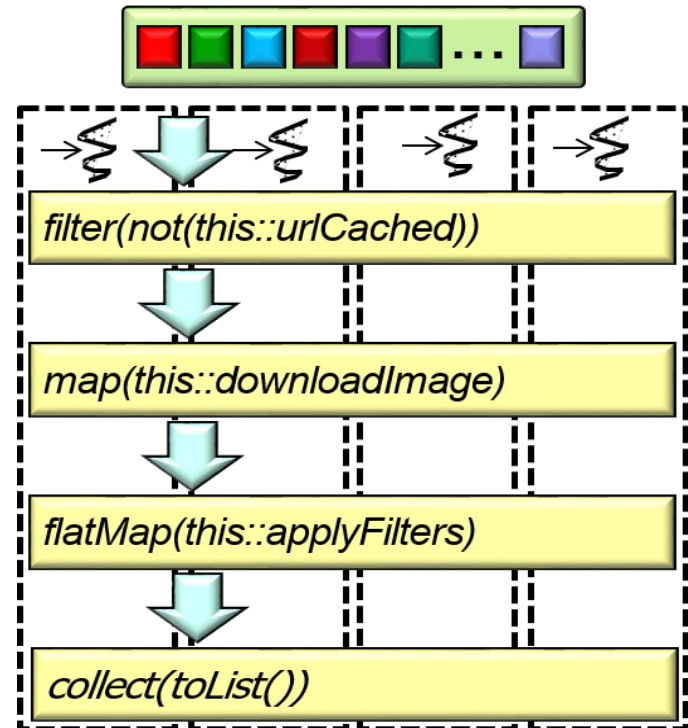 ...
filter(not(this::urlCached))
map(this::downloadImage)
flatMap(this::applyFilters)
collect(toList())